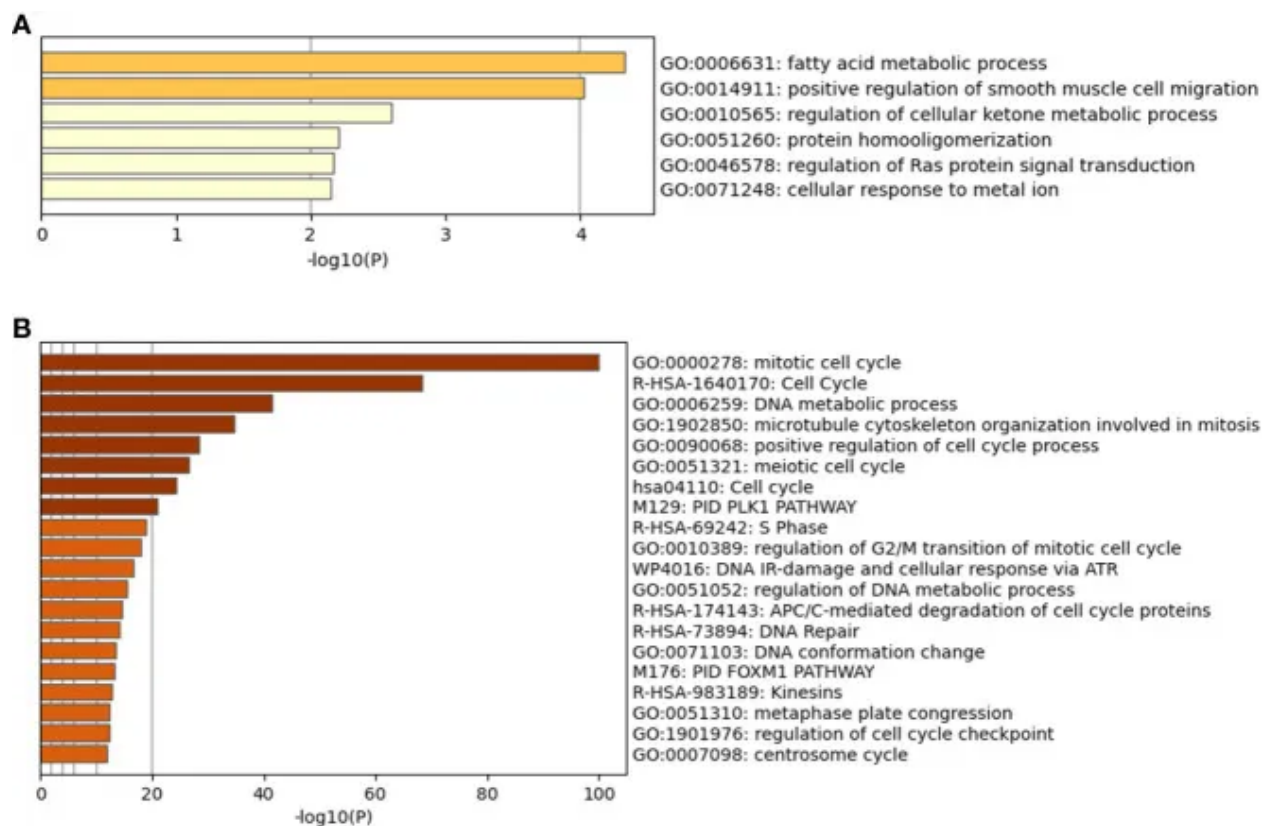 A
GO:0006631: fatty acid metabolic process
GO:0014911: positive regulation of smooth muscle cell migration
GO:0010565: regulation of cellular ketone metabolic process
GO:0051260: protein homooligomerization
GO:0046578: regulation of Ras protein signal transduction
GO:0071248: cellular response to metal ion
0 1 2 3 4
-log10(P)
B
GO:0000278: mitotic cell cycle
R-HSA-1640170: Cell Cycle
GO:0006259: DNA metabolic process
GO:1902850: microtubule cytoskeleton organization involved in mitosis
GO:0090068: positive regulation of cell cycle process
GO:0051321: meiotic cell cycle
hsa04110: Cell cycle
M129: PID PLK1 PATHWAY
R-HSA-69242: S Phase
GO:0010389: regulation of G2/M transition of mitotic cell cycle
WP4016: DNA IR-damage and cellular response via ATR
GO:0051052: regulation of DNA metabolic process
R-HSA-174143: APC/C-mediated degradation of cell cycle proteins
R-HSA-73894: DNA Repair
GO:0071103: DNA conformation change
M176: PID FOXM1 PATHWAY
R-HSA-983189: Kinesins
GO:0051310: metaphase plate congression
GO:1901976: regulation of cell cycle checkpoint
GO:0007098: centrosome cycle
0 20 40 60 80 100
-log10(P)